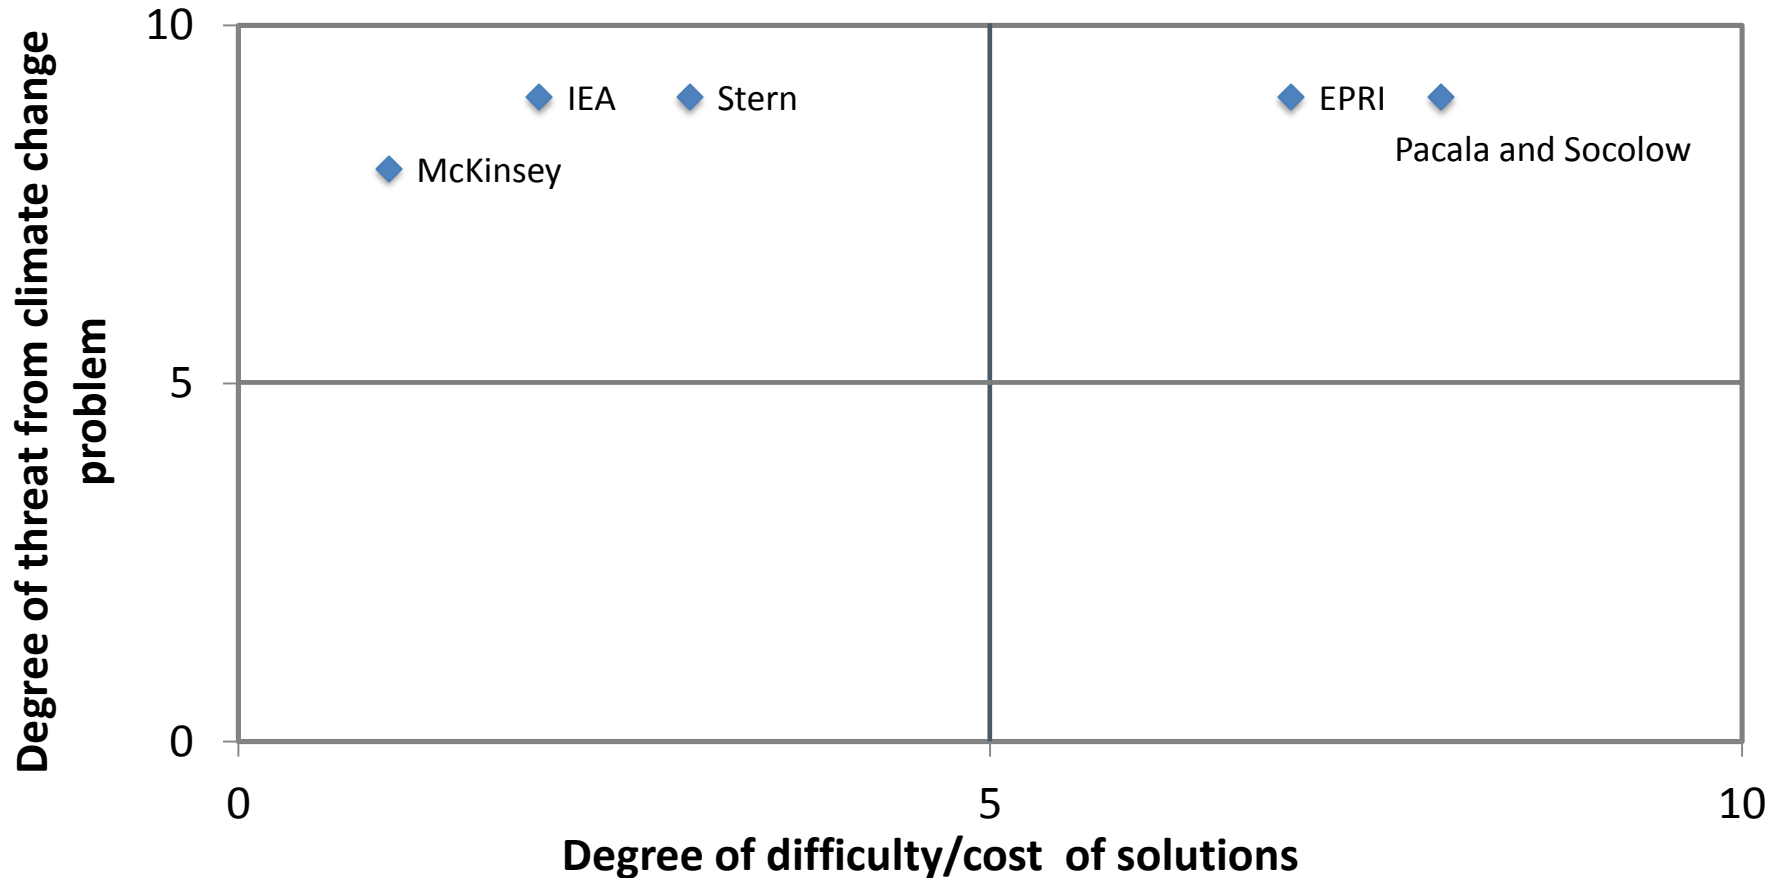 Degree of threat from climate change
problem
10
5
0
IEA
Stern
EPRI
McKinsey
Pacala and Socolow
0
5
10
Degree of difficulty/cost  of solutions